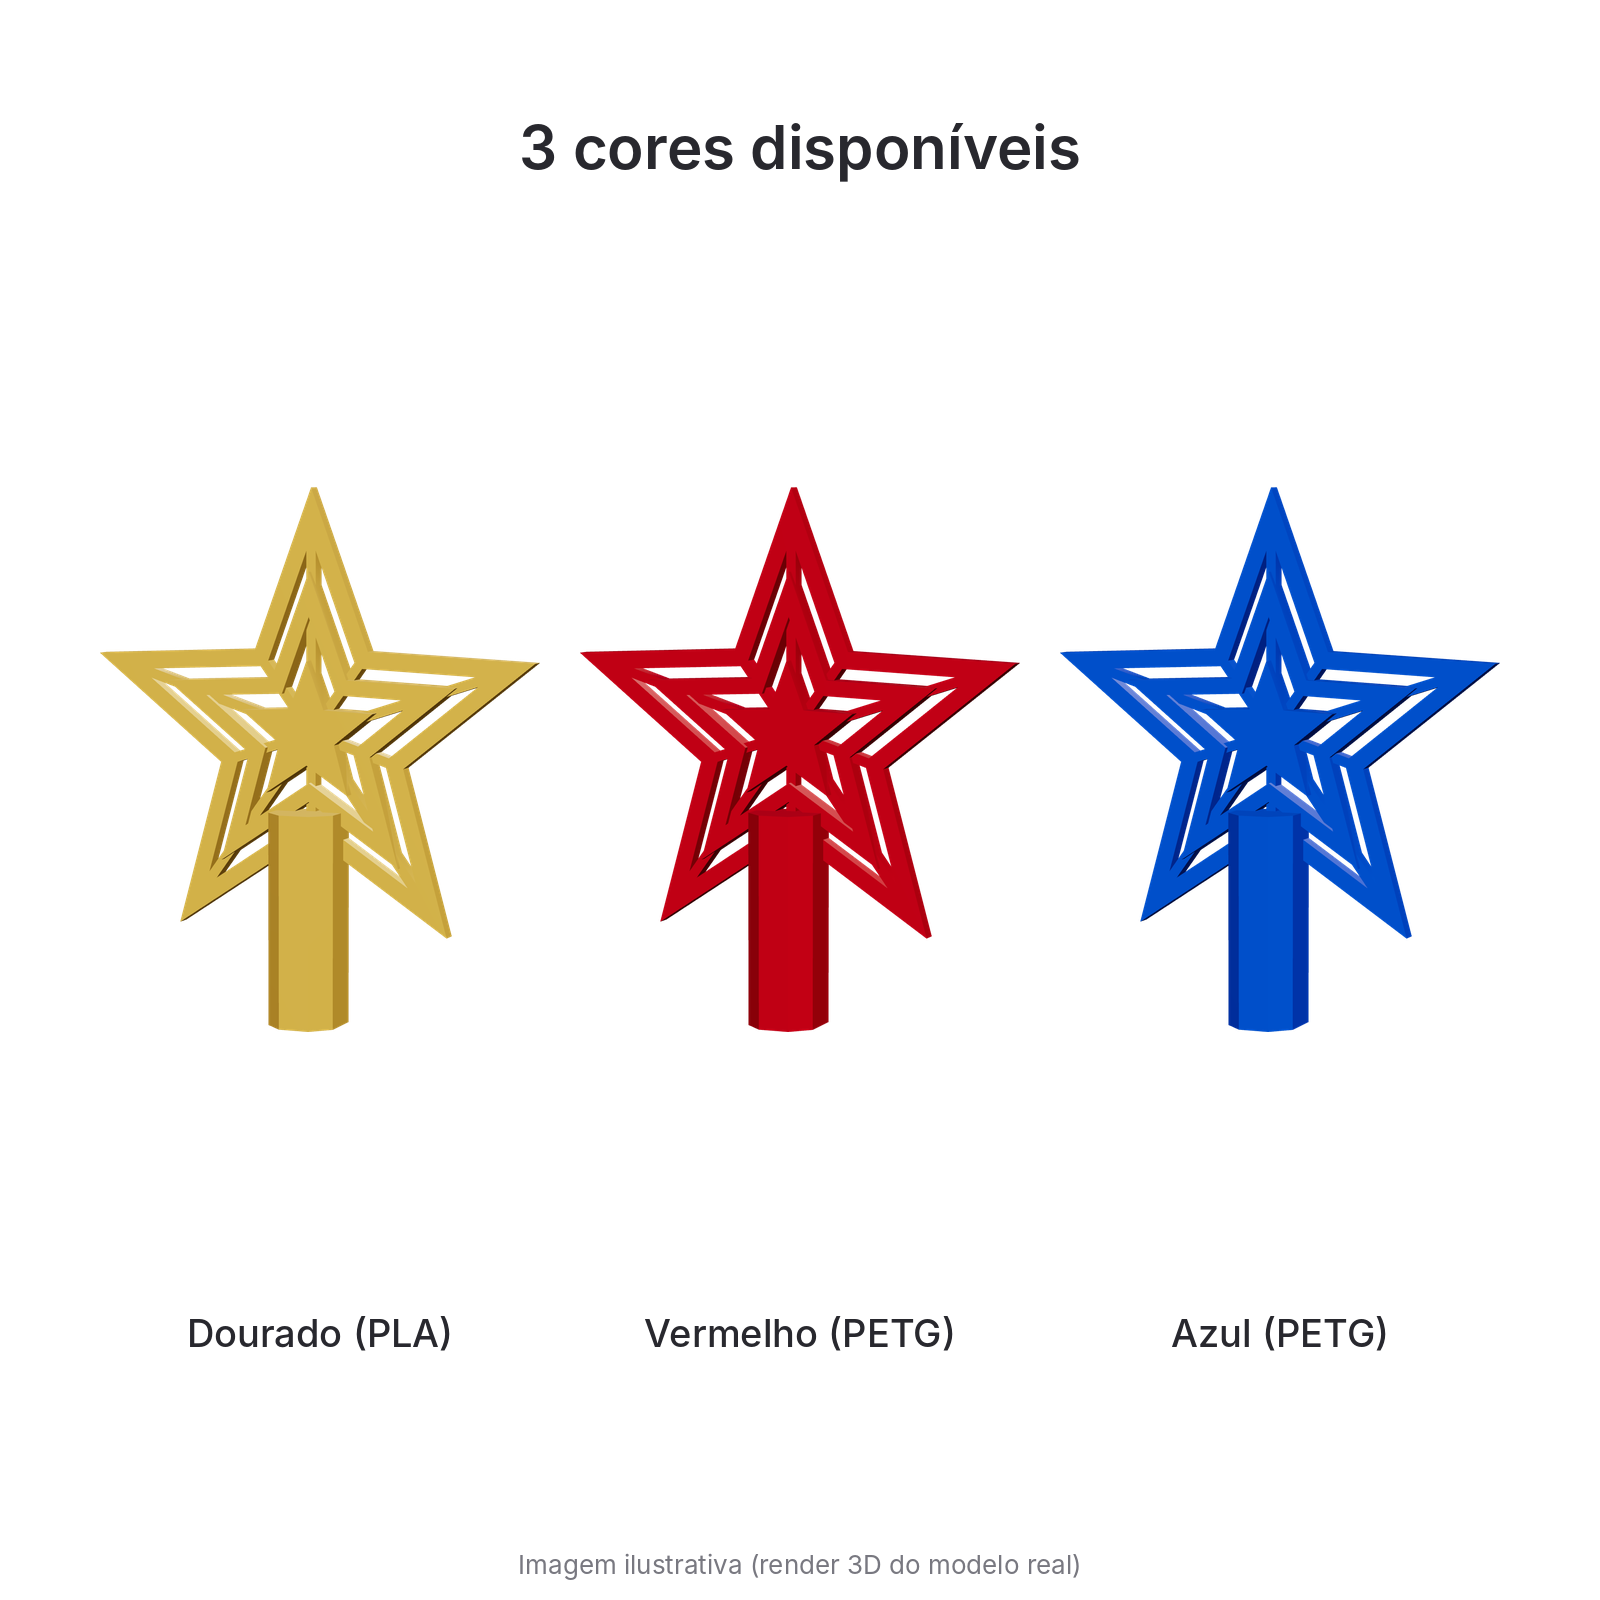 3 cores disponíveis
Dourado (PLA)
Vermelho (PETG)
Azul (PETG)
Imagem ilustrativa (render 3D do modelo real)